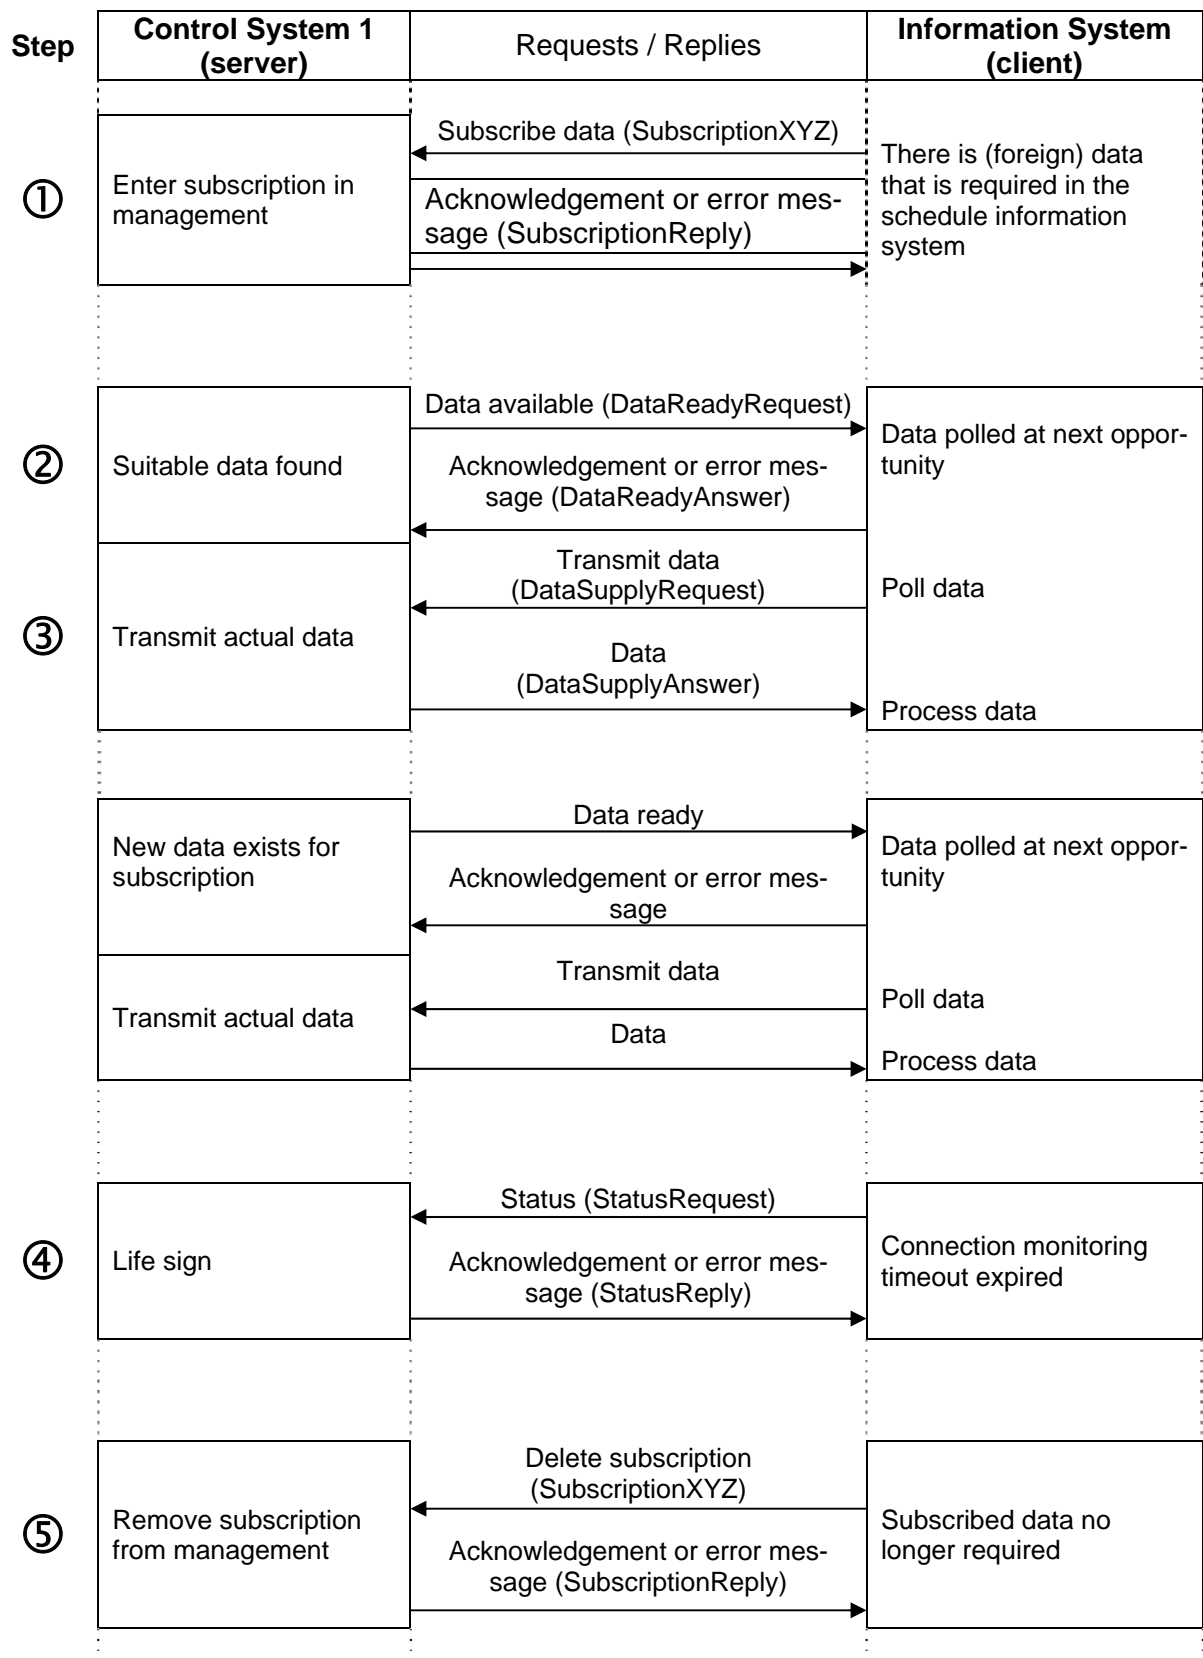 Step
Control System 1
(server)
Requests / Replies
Information System
(client)
①
Enter subscription in
management
Subscribe data (SubscriptionXYZ)
Acknowledgement or error mes-
sage (SubscriptionReply)
There is (foreign) data
that is required in the
schedule information
system
②
Suitable data found
Data available (DataReadyRequest)
Acknowledgement or error mes-
sage (DataReadyAnswer)
Data polled at next oppor-
tunity
③
Transmit actual data
Transmit data
(DataSupplyRequest)
Data
(DataSupplyAnswer)
Poll data
Process data
New data exists for
subscription
Data ready
Acknowledgement or error mes-
sage
Data polled at next oppor-
tunity
Transmit actual data
Transmit data
Data
Poll data
Process data
④
Life sign
Status (StatusRequest)
Acknowledgement or error mes-
sage (StatusReply)
Connection monitoring
timeout expired
⑤
Remove subscription
from management
Delete subscription
(SubscriptionXYZ)
Acknowledgement or error mes-
sage (SubscriptionReply)
Subscribed data no
longer required